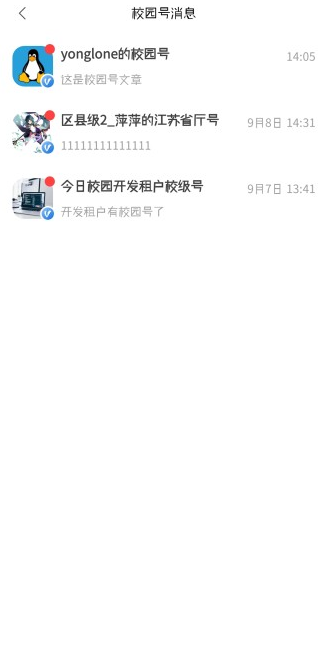 校园号消息
yonglone的校园号
14:05
这是校园号文章
区县级2_萍萍的江苏省厅号
9月8日 14:31
11111111111111
今日校园开发租户校级号
9月7日 13:41
开发租户有校园号了